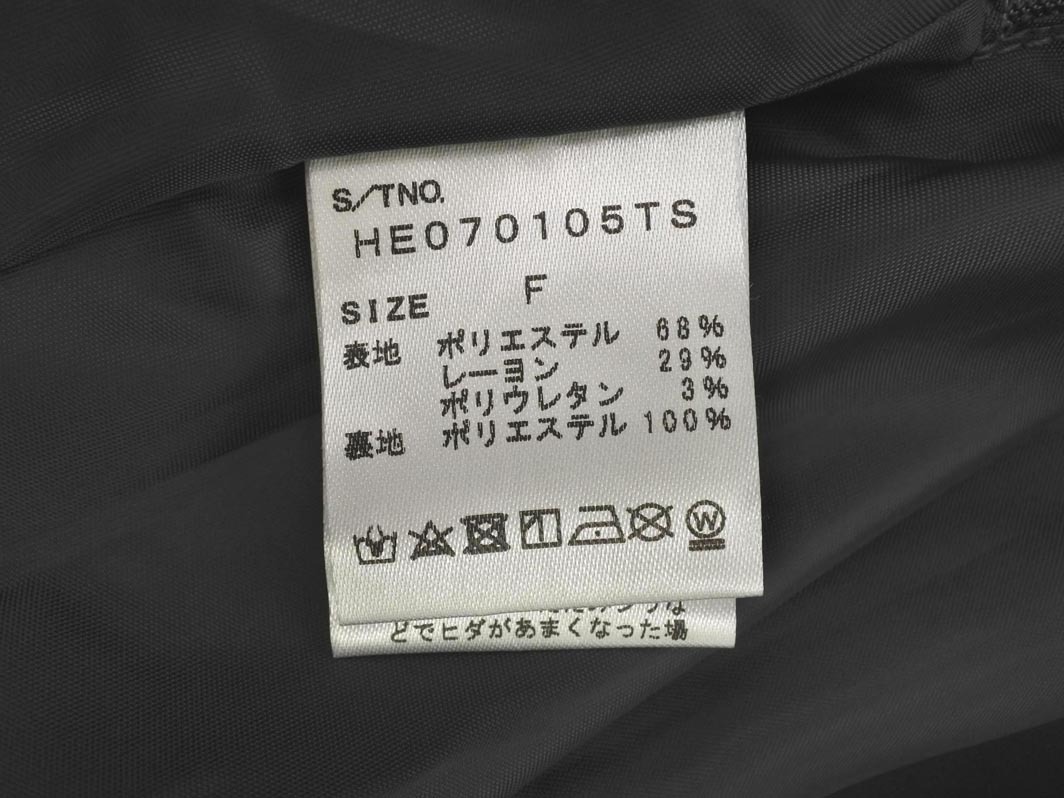 S/TNO.
HE070105TS
SIZE F
表地 ポリエステル 68%
レーヨン 29%
ポリウレタン 3%
裏地 ポリエステル 100%
W
どでヒダがあまくなった場